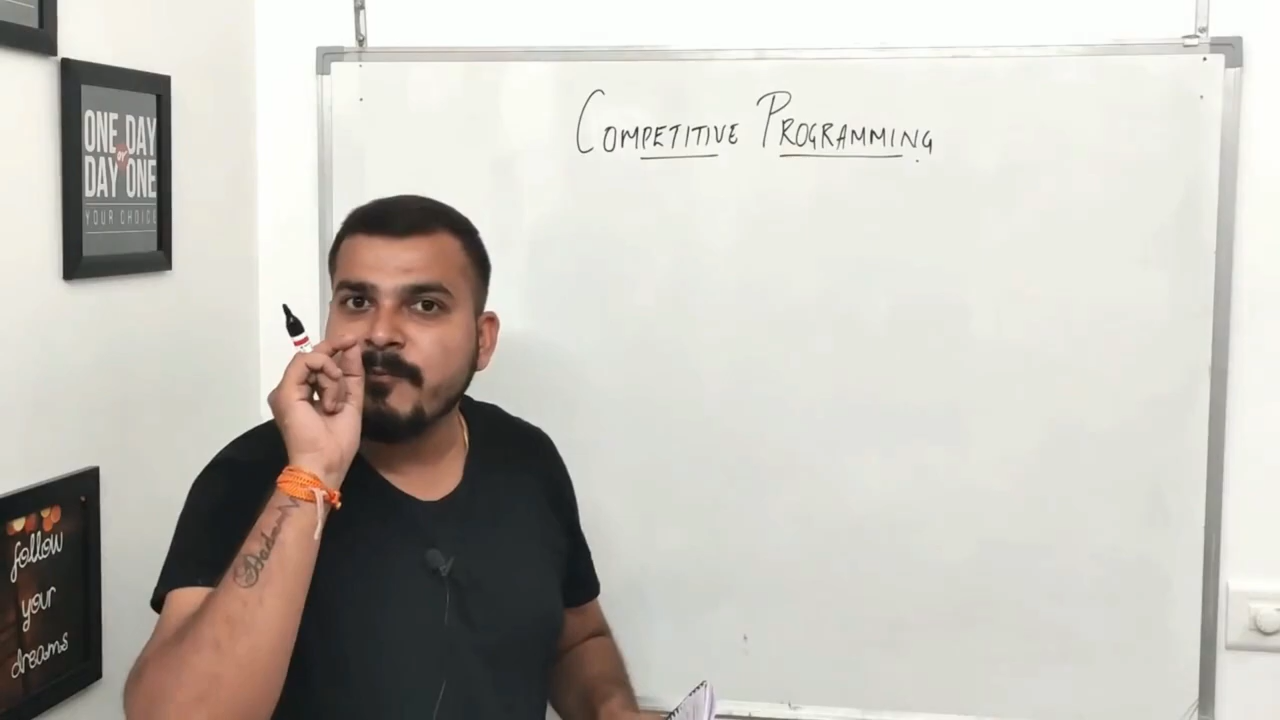 COMPETITIVE PROGRAMMING
ONE DAY
or
DAY ONE
YOUR CHOICE
follow
your
dreams